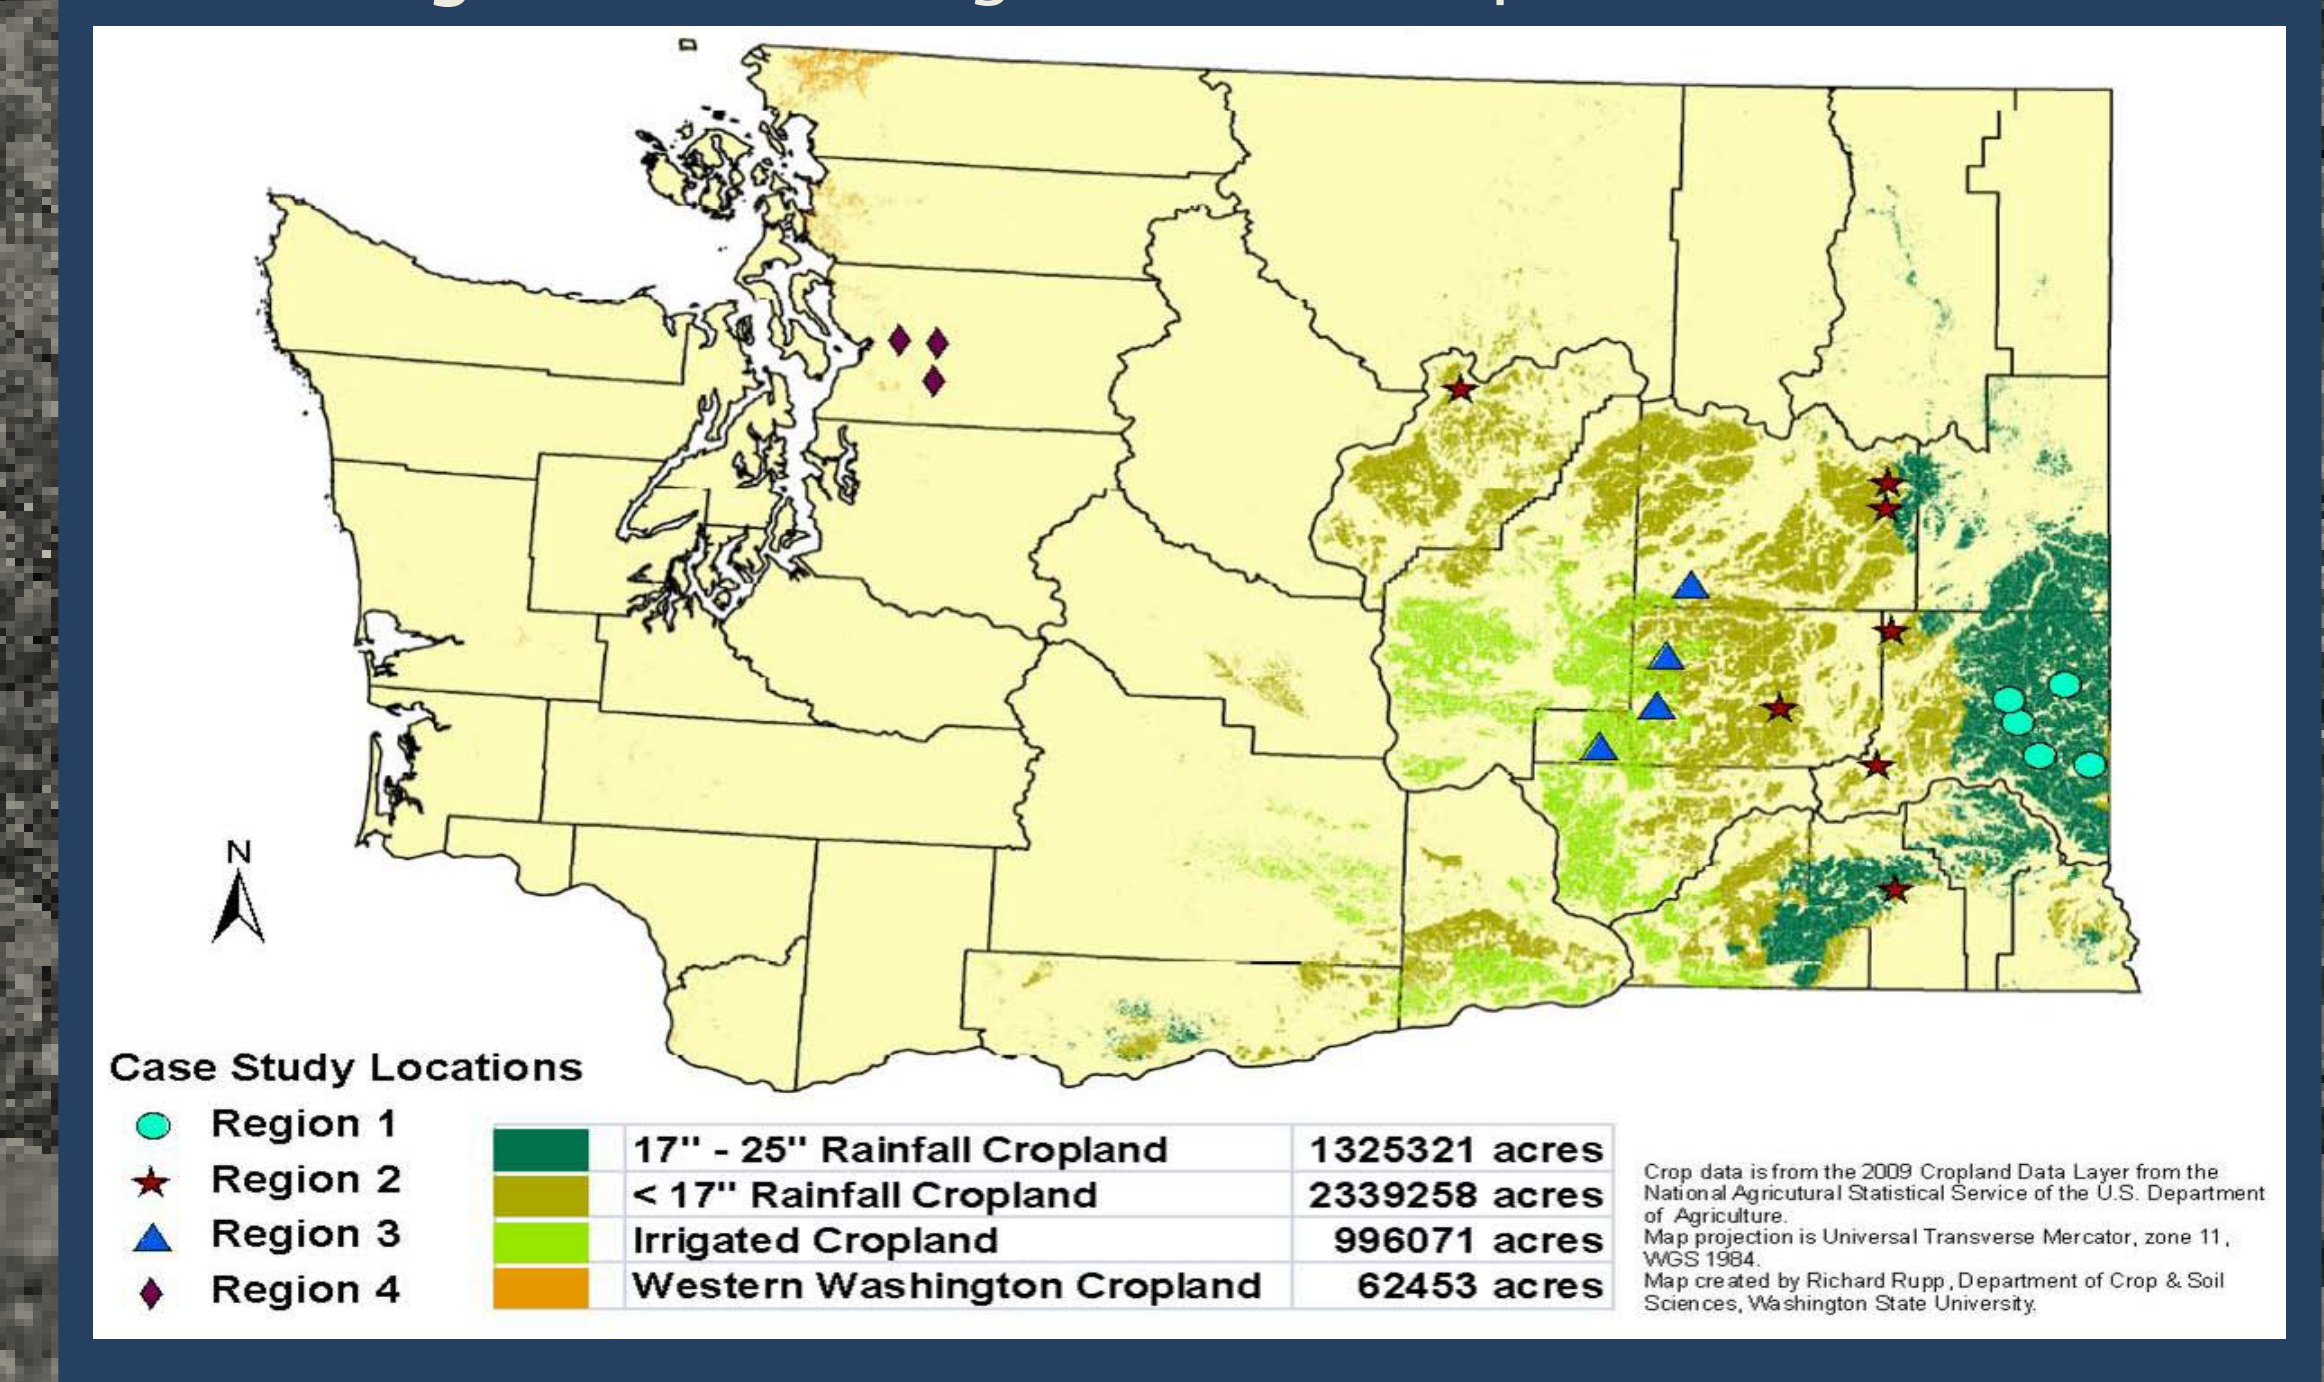 N
Case Study Locations
Region 1
Region 2
Region 3
Region 4
17" - 25" Rainfall Cropland 1325321 acres
< 17" Rainfall Cropland 2339258 acres
Irrigated Cropland 996071 acres
Western Washington Cropland 62453 acres
Crop data is from the 2009 Cropland Data Layer from the
National Agricutural Statistical Service of the U.S. Department
of Agriculture.
Map projection is Universal Transverse Mercator, zone 11,
WGS 1984.
Map created by Richard Rupp, Department of Crop & Soil
Sciences, Washington State University.